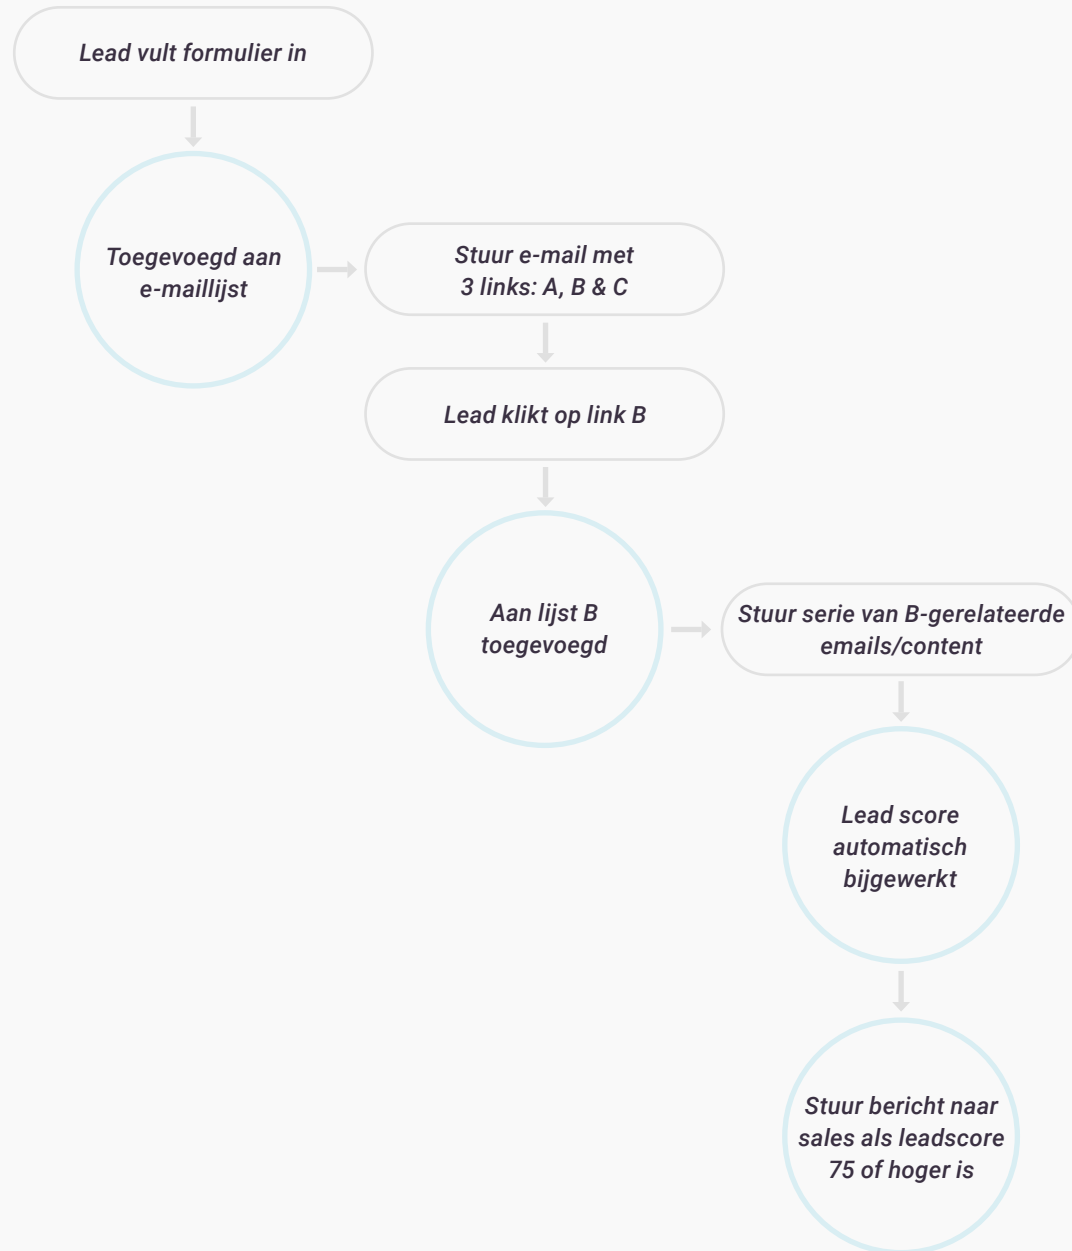 Lead vult formulier in
Toegevoegd aan
e-maillijst
Stuur e-mail met
3 links: A, B & C
Lead klikt op link B
Aan lijst B
toegevoegd
Stuur serie van B-gerelateerde
emails/content
Lead score
automatisch
bijgewerkt
Stuur bericht naar
sales als leadscore
75 of hoger is